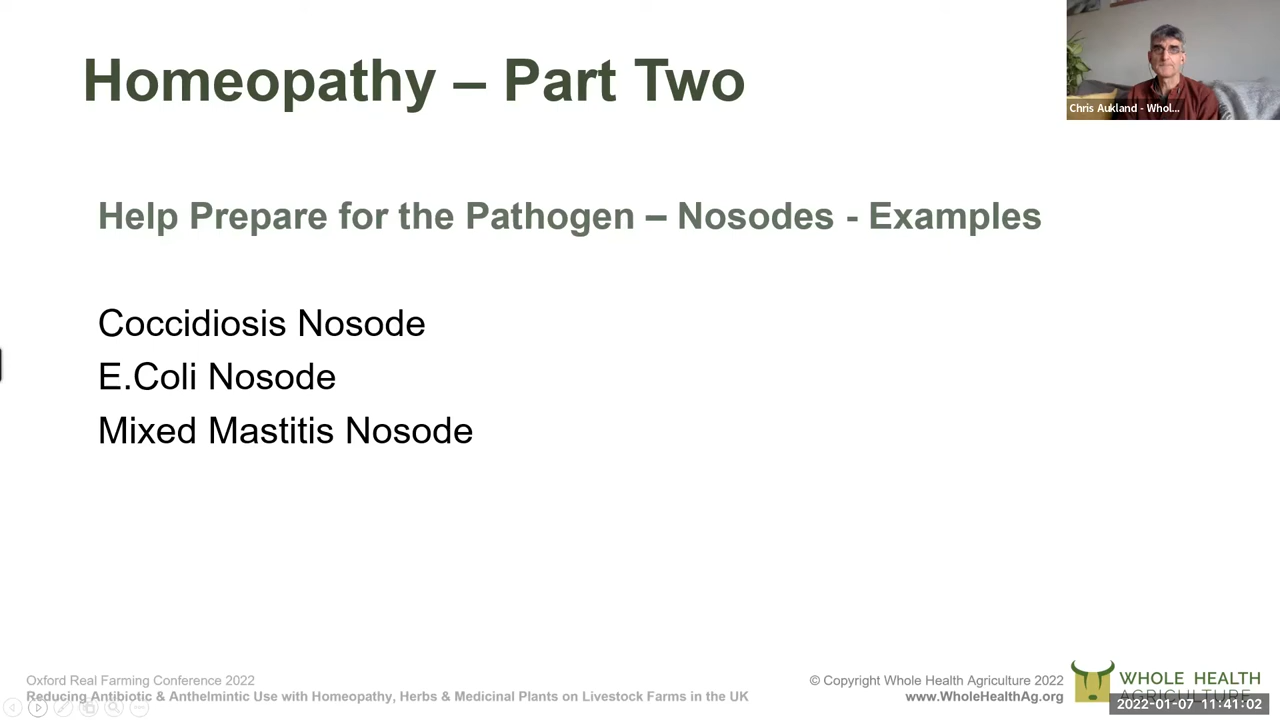 Homeopathy – Part Two
Chris Aukland - Whol...
Help Prepare for the Pathogen – Nosodes - Examples
Coccidiosis Nosode
E.Coli Nosode
Mixed Mastitis Nosode
Oxford Real Farming Conference 2022
Reducing Antibiotic & Anthelmintic Use with Homeopathy, Herbs & Medicinal Plants on Livestock Farms in the UK
© Copyright Whole Health Agriculture 2022
www.WholeHealthAg.org
WHOLE HEALTH
AGRICULTURE
2022-01-07 11:41:02